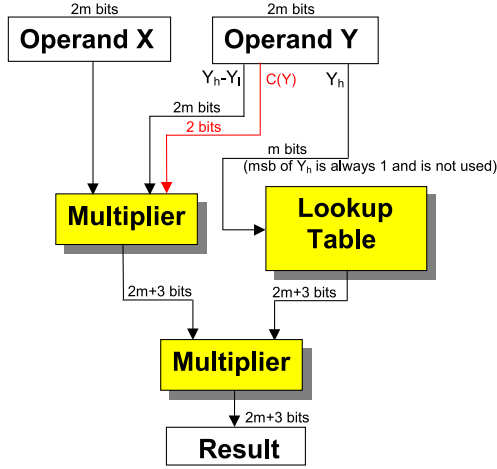 2m bits
2m bits
Operand X
Operand Y
Yh-Yl
C(Y)
Yh
2m bits
2 bits
m bits
(msb of Yh is always 1 and is not used)
Multiplier
Lookup
Table
2m+3 bits
2m+3 bits
Multiplier
2m+3 bits
Result